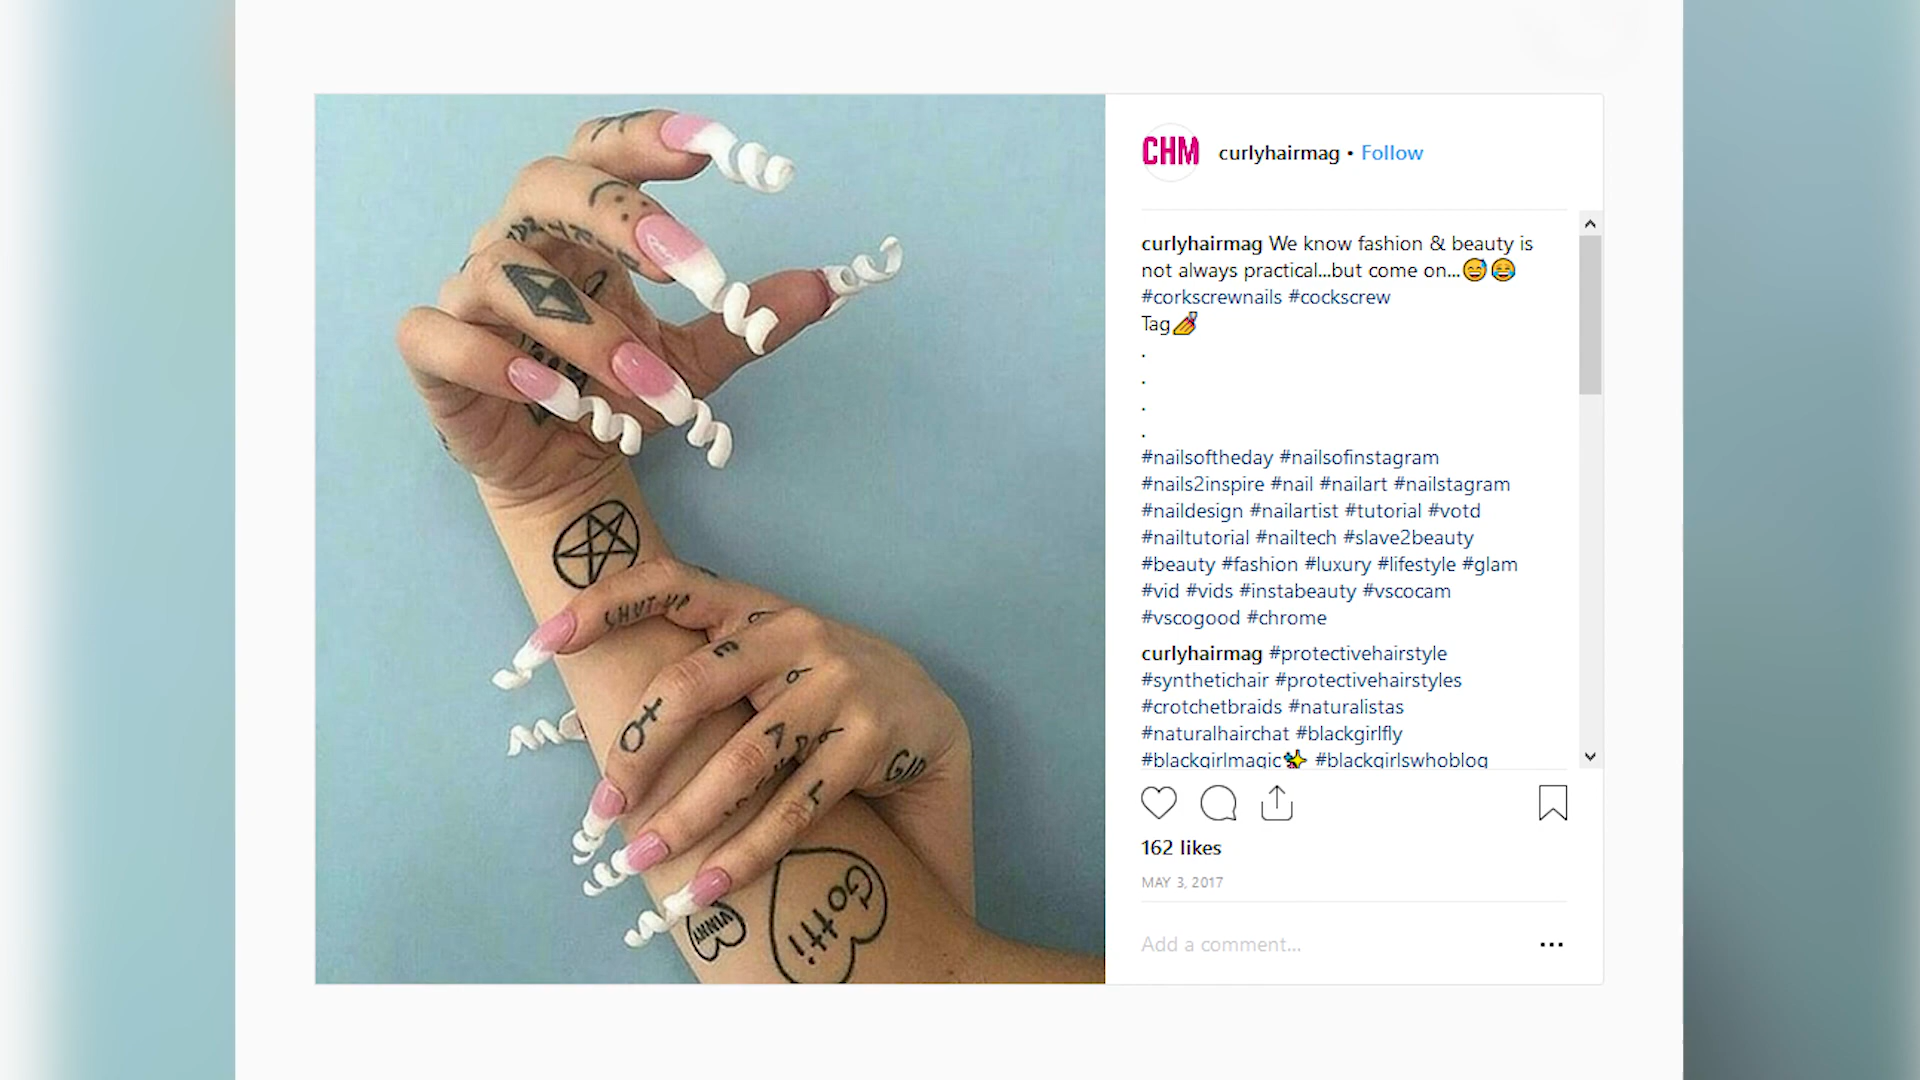 CHM
curlyhairmag • Follow
curlyhairmag We know fashion & beauty is
not always practical...but come on...😅😂
#corkscrewnails #cockscrew
Tag💅
.
.
.
.
#nailsoftheday #nailsofinstagram
#nails2inspire #nail #nailart #nailstagram
#naildesign #nailartist #tutorial #votd
#nailtutorial #nailtech #slave2beauty
#beauty #fashion #luxury #lifestyle #glam
#vid #vids #instabeauty #vscocam
#vscogood #chrome
curlyhairmag #protectivehairstyle
#synthetichair #protectivehairstyles
#crotchetbraids #naturalistas
#naturalhairchat #blackgirlfly
#blackgirlmagic✨ #blackgirlswhoblog
162 likes
MAY 3, 2017
Add a comment...
SHUT UP
GIP
VINNY
Gotti